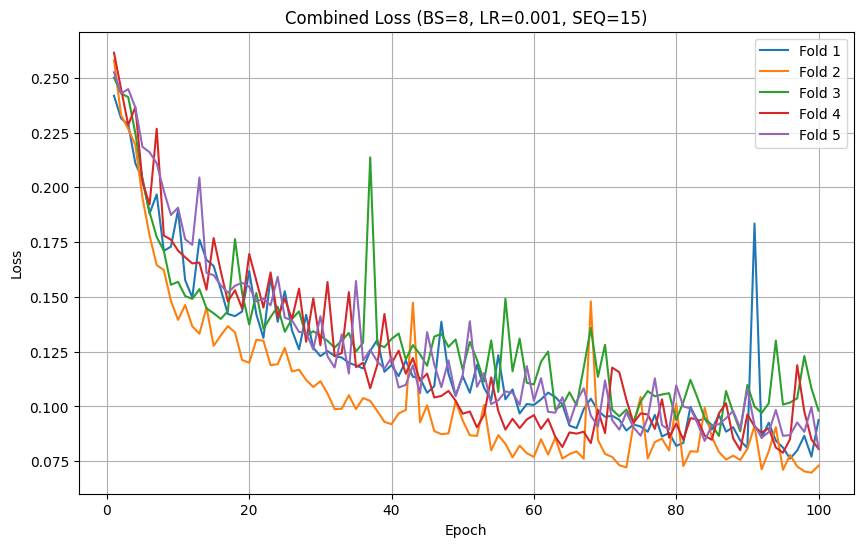 Combined Loss (BS=8, LR=0.001, SEQ=15)
Loss
0.250
0.225
0.200
0.175
0.150
0.125
0.100
0.075
Fold 1
Fold 2
Fold 3
Fold 4
Fold 5
0 20 40 60 80 100
Epoch